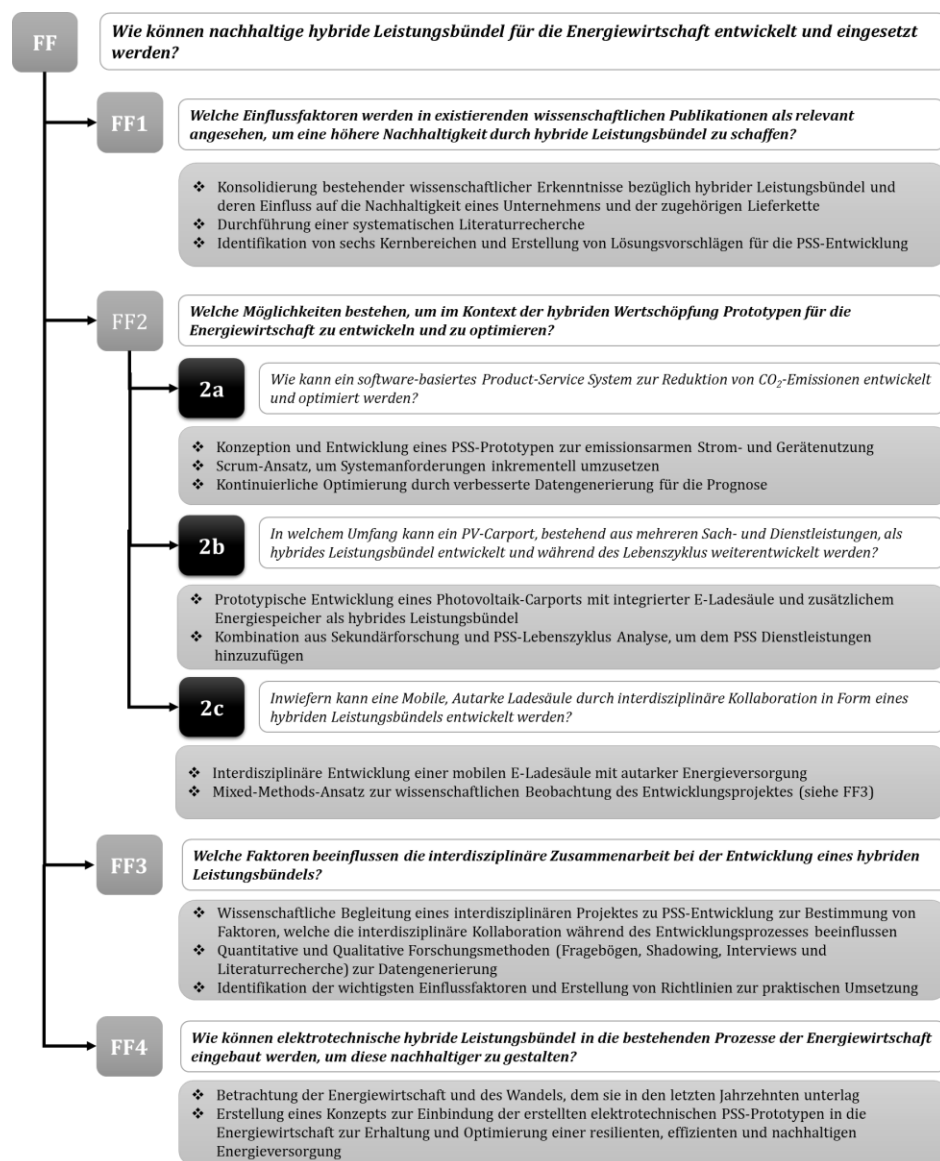 FF
Wie können nachhaltige hybride Leistungsbündel für die Energiewirtschaft entwickelt und eingesetzt
werden?
FF1
Welche Einflussfaktoren werden in existierenden wissenschaftlichen Publikationen als relevant
angesehen, um eine höhere Nachhaltigkeit durch hybride Leistungsbündel zu schaffen?
❖ Konsolidierung bestehender wissenschaftlicher Erkenntnisse bezüglich hybrider Leistungsbündel und
deren Einfluss auf die Nachhaltigkeit eines Unternehmens und der zugehörigen Lieferkette
❖ Durchführung einer systematischen Literaturrecherche
❖ Identifikation von sechs Kernbereichen und Erstellung von Lösungsvorschlägen für die PSS-Entwicklung
FF2
Welche Möglichkeiten bestehen, um im Kontext der hybriden Wertschöpfung Prototypen für die
Energiewirtschaft zu entwickeln und zu optimieren?
2a
Wie kann ein software-basiertes Product-Service System zur Reduktion von CO₂-Emissionen entwickelt
und optimiert werden?
❖ Konzeption und Entwicklung eines PSS-Prototypen zur emissionsarmen Strom- und Gerätenutzung
❖ Scrum-Ansatz, um Systemanforderungen inkrementell umzusetzen
❖ Kontinuierliche Optimierung durch verbesserte Datengenerierung für die Prognose
2b
In welchem Umfang kann ein PV-Carport, bestehend aus mehreren Sach- und Dienstleistungen, als
hybrides Leistungsbündel entwickelt und während des Lebenszyklus weiterentwickelt werden?
❖ Prototypische Entwicklung eines Photovoltaik-Carports mit integrierter E-Ladesäule und zusätzlichem
Energiespeicher als hybrides Leistungsbündel
❖ Kombination aus Sekundärforschung und PSS-Lebenszyklus Analyse, um dem PSS Dienstleistungen
hinzuzufügen
2c
Inwiefern kann eine Mobile, Autarke Ladesäule durch interdisziplinäre Kollaboration in Form eines
hybriden Leistungsbündels entwickelt werden?
❖ Interdisziplinäre Entwicklung einer mobilen E-Ladesäule mit autarker Energieversorgung
❖ Mixed-Methods-Ansatz zur wissenschaftlichen Beobachtung des Entwicklungsprojektes (siehe FF3)
FF3
Welche Faktoren beeinflussen die interdisziplinäre Zusammenarbeit bei der Entwicklung eines hybriden
Leistungsbündels?
❖ Wissenschaftliche Begleitung eines interdisziplinären Projektes zu PSS-Entwicklung zur Bestimmung von
Faktoren, welche die interdisziplinäre Kollaboration während des Entwicklungsprozesses beeinflussen
❖ Quantitative und Qualitative Forschungsmethoden (Fragebögen, Shadowing, Interviews und
Literaturrecherche) zur Datengenerierung
❖ Identifikation der wichtigsten Einflussfaktoren und Erstellung von Richtlinien zur praktischen Umsetzung
FF4
Wie können elektrotechnische hybride Leistungsbündel in die bestehenden Prozesse der Energiewirtschaft
eingebaut werden, um diese nachhaltiger zu gestalten?
❖ Betrachtung der Energiewirtschaft und des Wandels, dem sie in den letzten Jahrzehnten unterlag
❖ Erstellung eines Konzepts zur Einbindung der erstellten elektrotechnischen PSS-Prototypen in die
Energiewirtschaft zur Erhaltung und Optimierung einer resilienten, effizienten und nachhaltigen
Energieversorgung